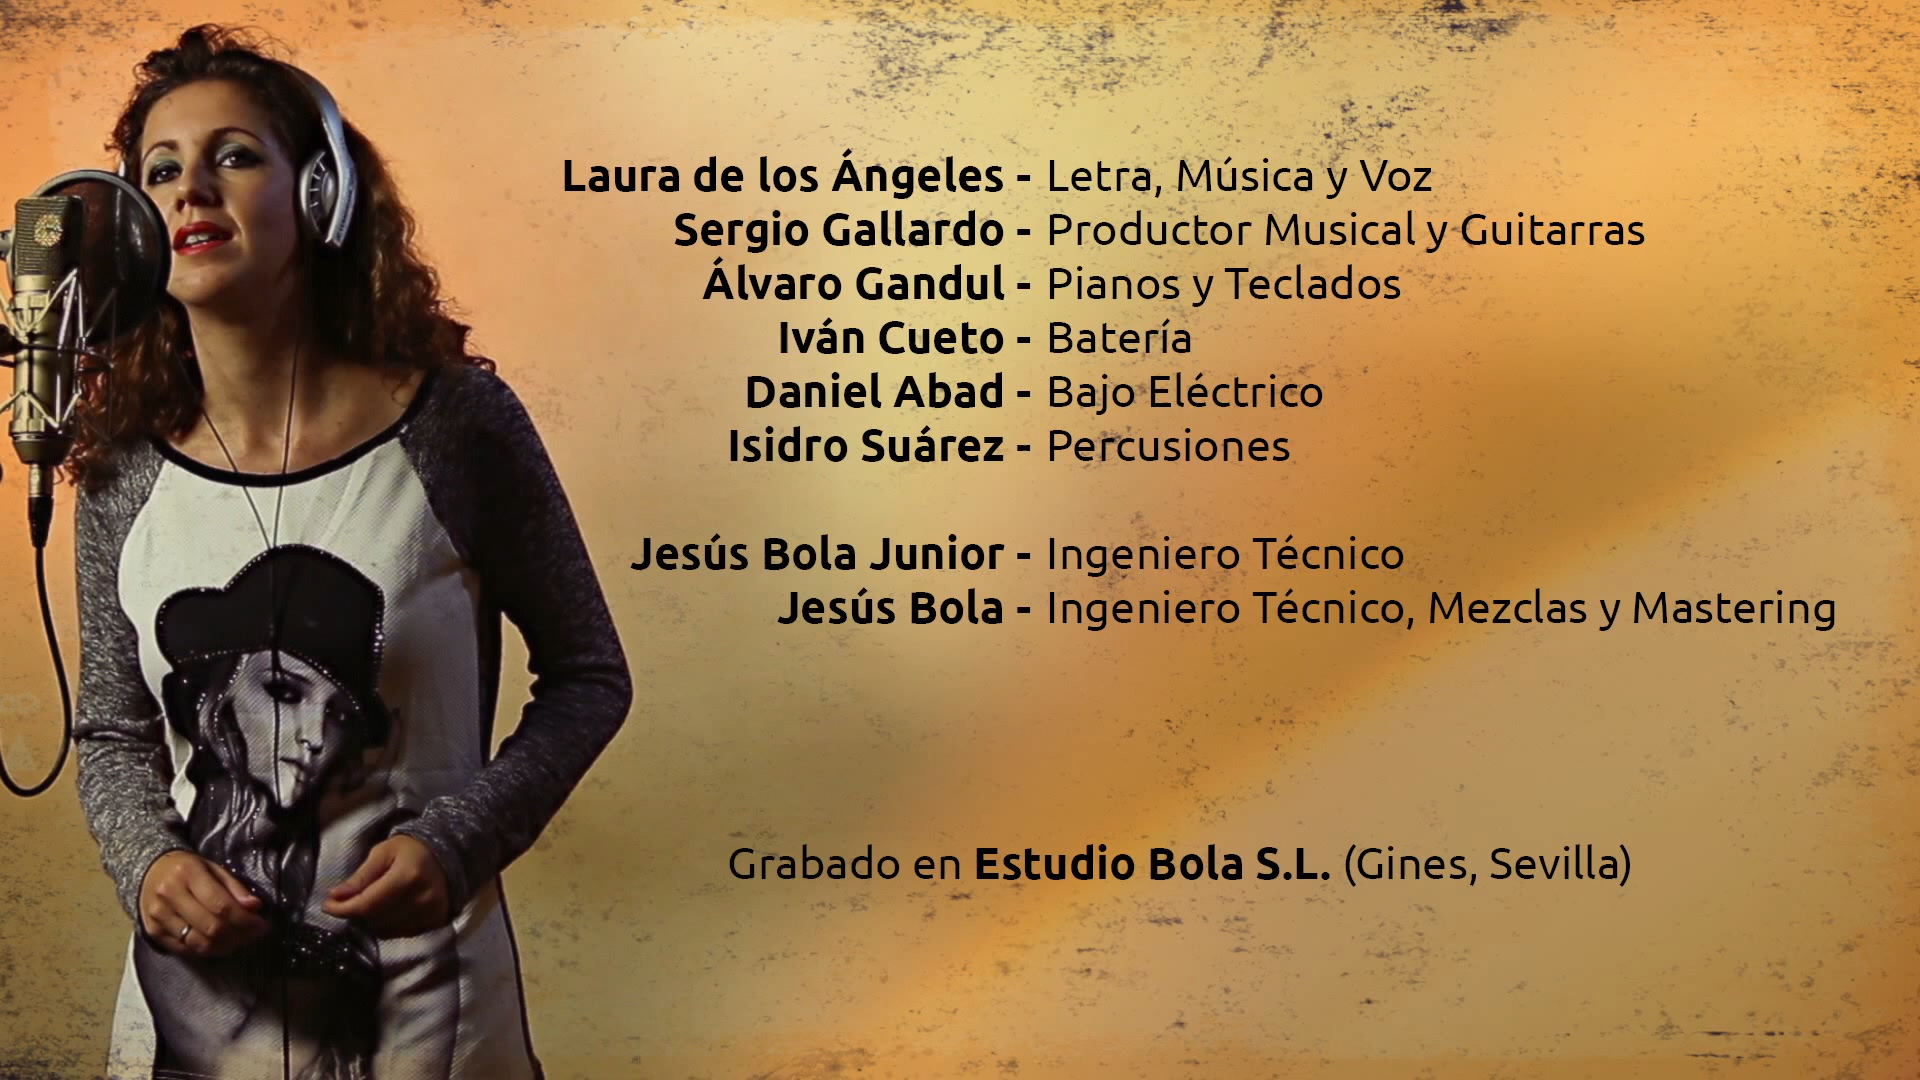 Laura de los Ángeles - Letra, Música y Voz
Sergio Gallardo - Productor Musical y Guitarras
Álvaro Gandul - Pianos y Teclados
Iván Cueto - Batería
Daniel Abad - Bajo Eléctrico
Isidro Suárez - Percusiones
Jesús Bola Junior - Ingeniero Técnico
Jesús Bola - Ingeniero Técnico, Mezclas y Mastering
Grabado en Estudio Bola S.L. (Gines, Sevilla)